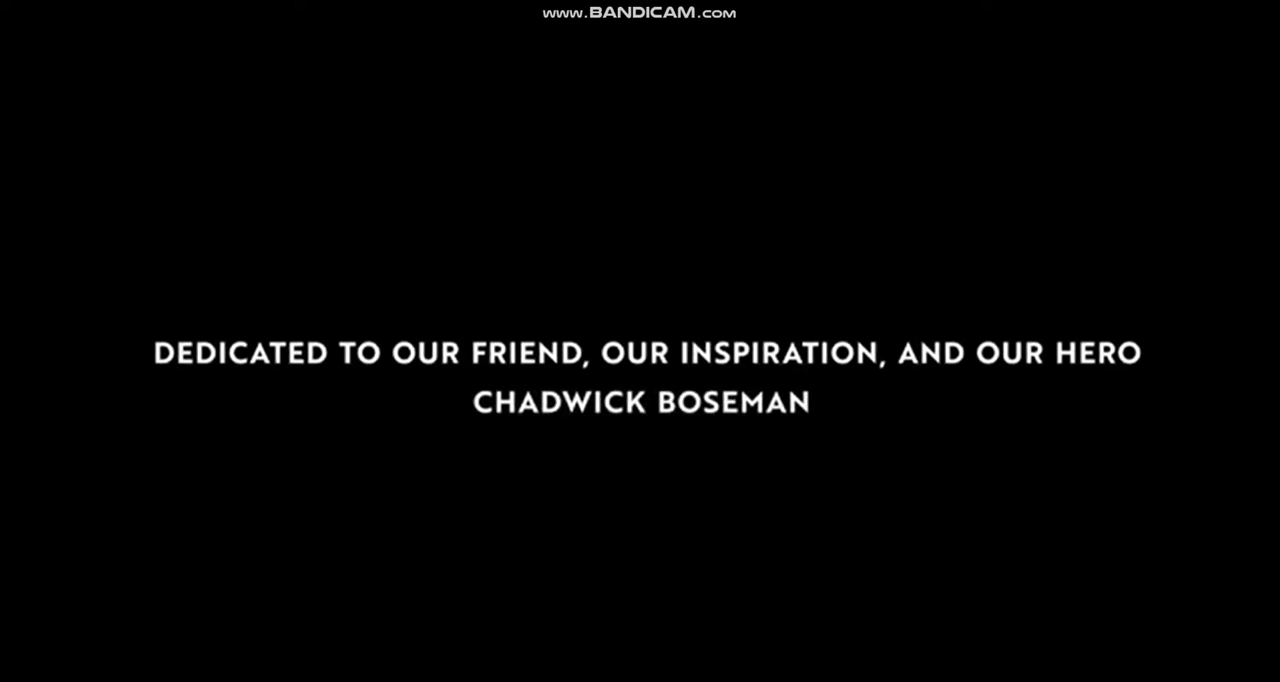 www.BANDICAM.com
DEDICATED TO OUR FRIEND, OUR INSPIRATION, AND OUR HERO
CHADWICK BOSEMAN